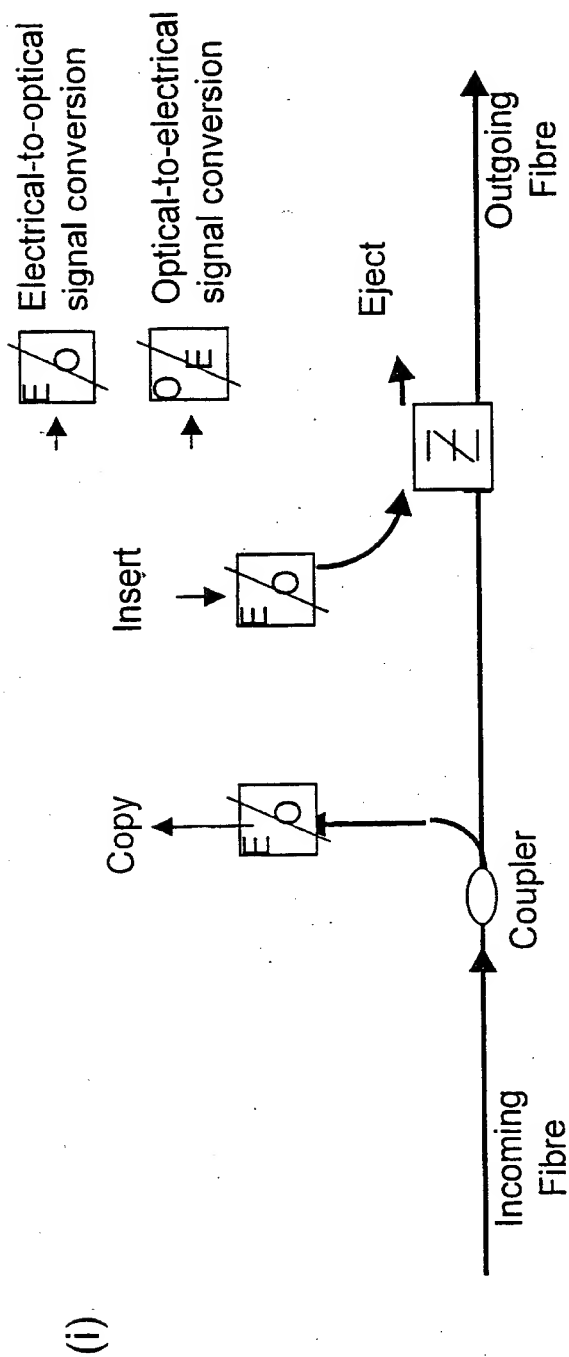 (i)
E
O
Electrical-to-optical
signal conversion
O
E
Optical-to-electrical
signal conversion
Copy
E
O
Insert
E
O
Eject
Incoming
Fibre
Coupler
Outgoing
Fibre